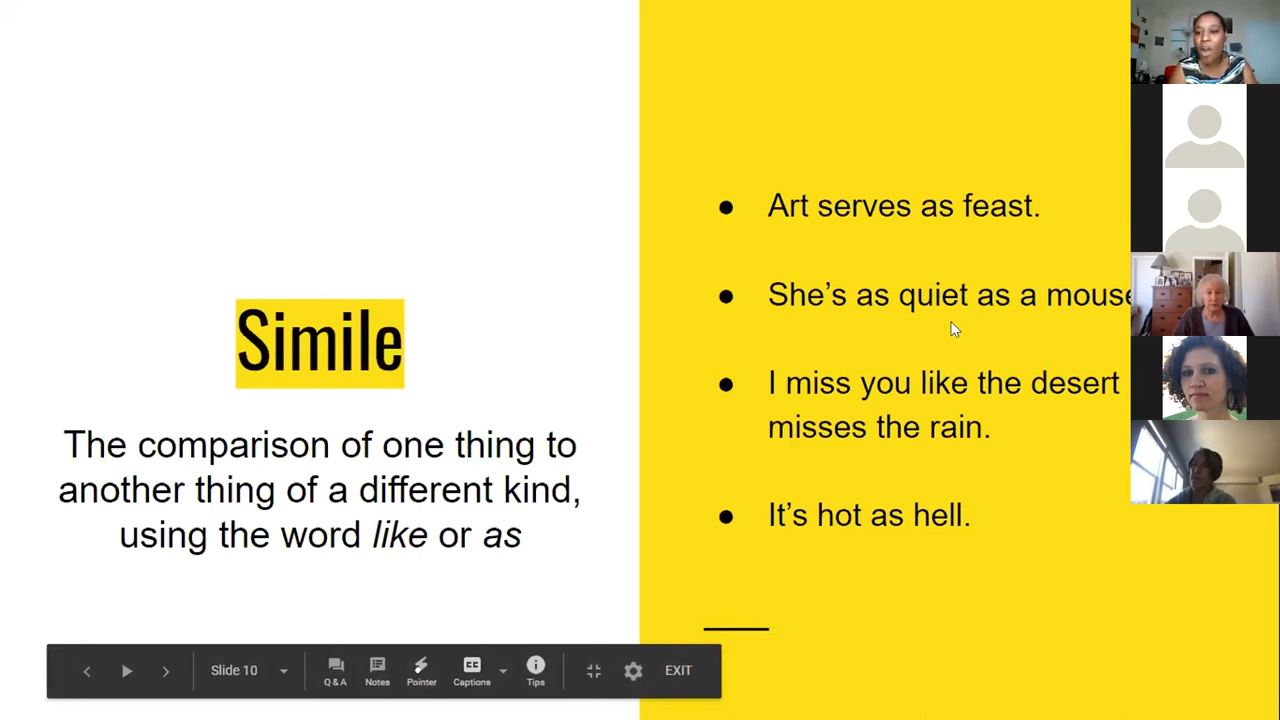 Simile
The comparison of one thing to
another thing of a different kind,
using the word like or as
● Art serves as feast.
● She’s as quiet as a mouse
● I miss you like the desert
misses the rain.
● It’s hot as hell.
Slide 10
Q & A
Notes
Pointer
CC
Captions
Tips
EXIT